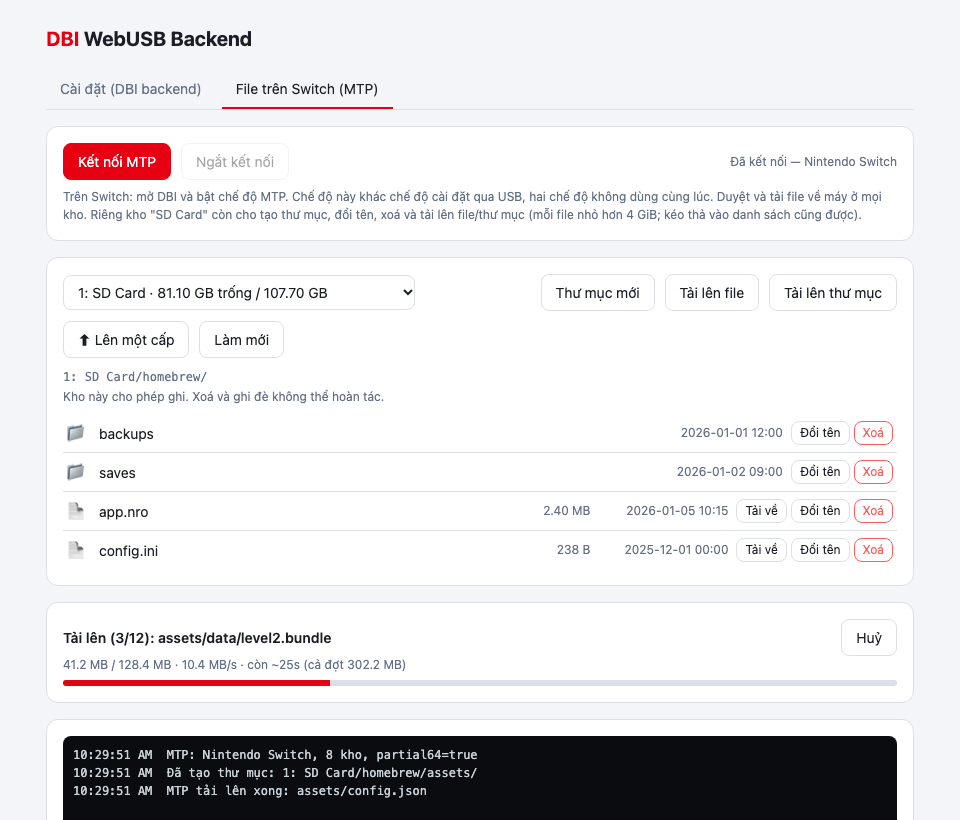 DBI WebUSB Backend
Cài đặt (DBI backend) File trên Switch (MTP)
Kết nối MTP Ngắt kết nối Đã kết nối — Nintendo Switch
Trên Switch: mở DBI và bật chế độ MTP. Chế độ này khác chế độ cài đặt qua USB, hai chế độ không dùng cùng lúc. Duyệt và tải file về máy ở mọi
kho. Riêng kho "SD Card" còn cho tạo thư mục, đổi tên, xoá và tải lên file/thư mục (mỗi file nhỏ hơn 4 GiB; kéo thả vào danh sách cũng được).
1: SD Card · 81.10 GB trống / 107.70 GB Thư mục mới Tải lên file Tải lên thư mục
⬆ Lên một cấp Làm mới
1: SD Card/homebrew/
Kho này cho phép ghi. Xoá và ghi đè không thể hoàn tác.
backups 2026-01-01 12:00 Đổi tên Xoá
saves 2026-01-02 09:00 Đổi tên Xoá
app.nro 2.40 MB 2026-01-05 10:15 Tải về Đổi tên Xoá
config.ini 238 B 2025-12-01 00:00 Tải về Đổi tên Xoá
Tải lên (3/12): assets/data/level2.bundle Huỷ
41.2 MB / 128.4 MB · 10.4 MB/s · còn ~25s (cả đợt 302.2 MB)
10:29:51 AM MTP: Nintendo Switch, 8 kho, partial64=true
10:29:51 AM Đã tạo thư mục: 1: SD Card/homebrew/assets/
10:29:51 AM MTP tải lên xong: assets/config.json